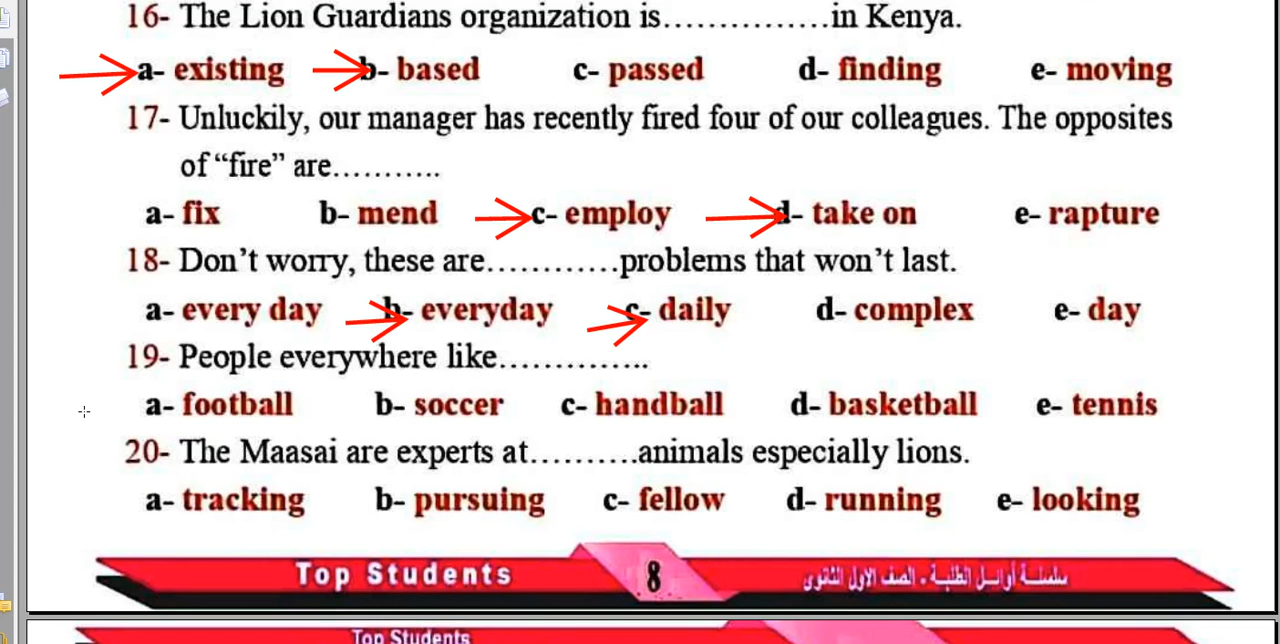 16- The Lion Guardians organization is……………in Kenya.
a- existing b- based c- passed d- finding e- moving
17- Unluckily, our manager has recently fired four of our colleagues. The opposites
of “fire” are………..
a- fix b- mend c- employ d- take on e- rapture
18- Don’t worry, these are………….problems that won’t last.
a- every day b- everyday c- daily d- complex e- day
19- People everywhere like…………..
a- football b- soccer c- handball d- basketball e- tennis
20- The Maasai are experts at……….animals especially lions.
a- tracking b- pursuing c- fellow d- running e- looking
Top Students 8 سلسلة أوائل الطلبة - الصف الاول الثانوى
Top Students